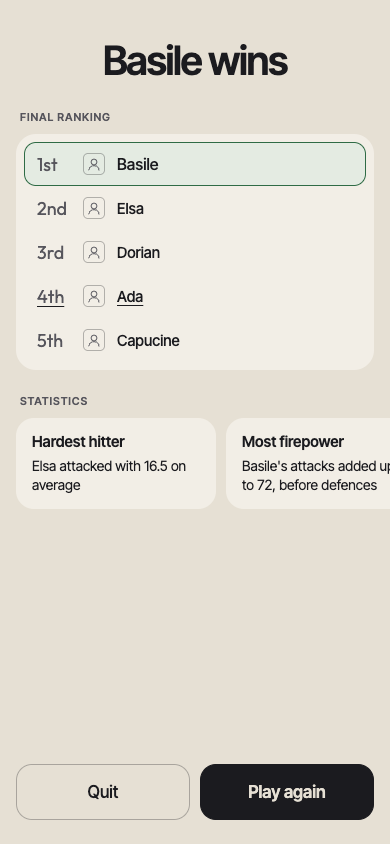 Basile wins
FINAL RANKING
1st Basile
2nd Elsa
3rd Dorian
4th Ada
5th Capucine
STATISTICS
Hardest hitter
Elsa attacked with 16.5 on
average
Most firepower
Basile's attacks added up
to 72, before defences
Quit
Play again